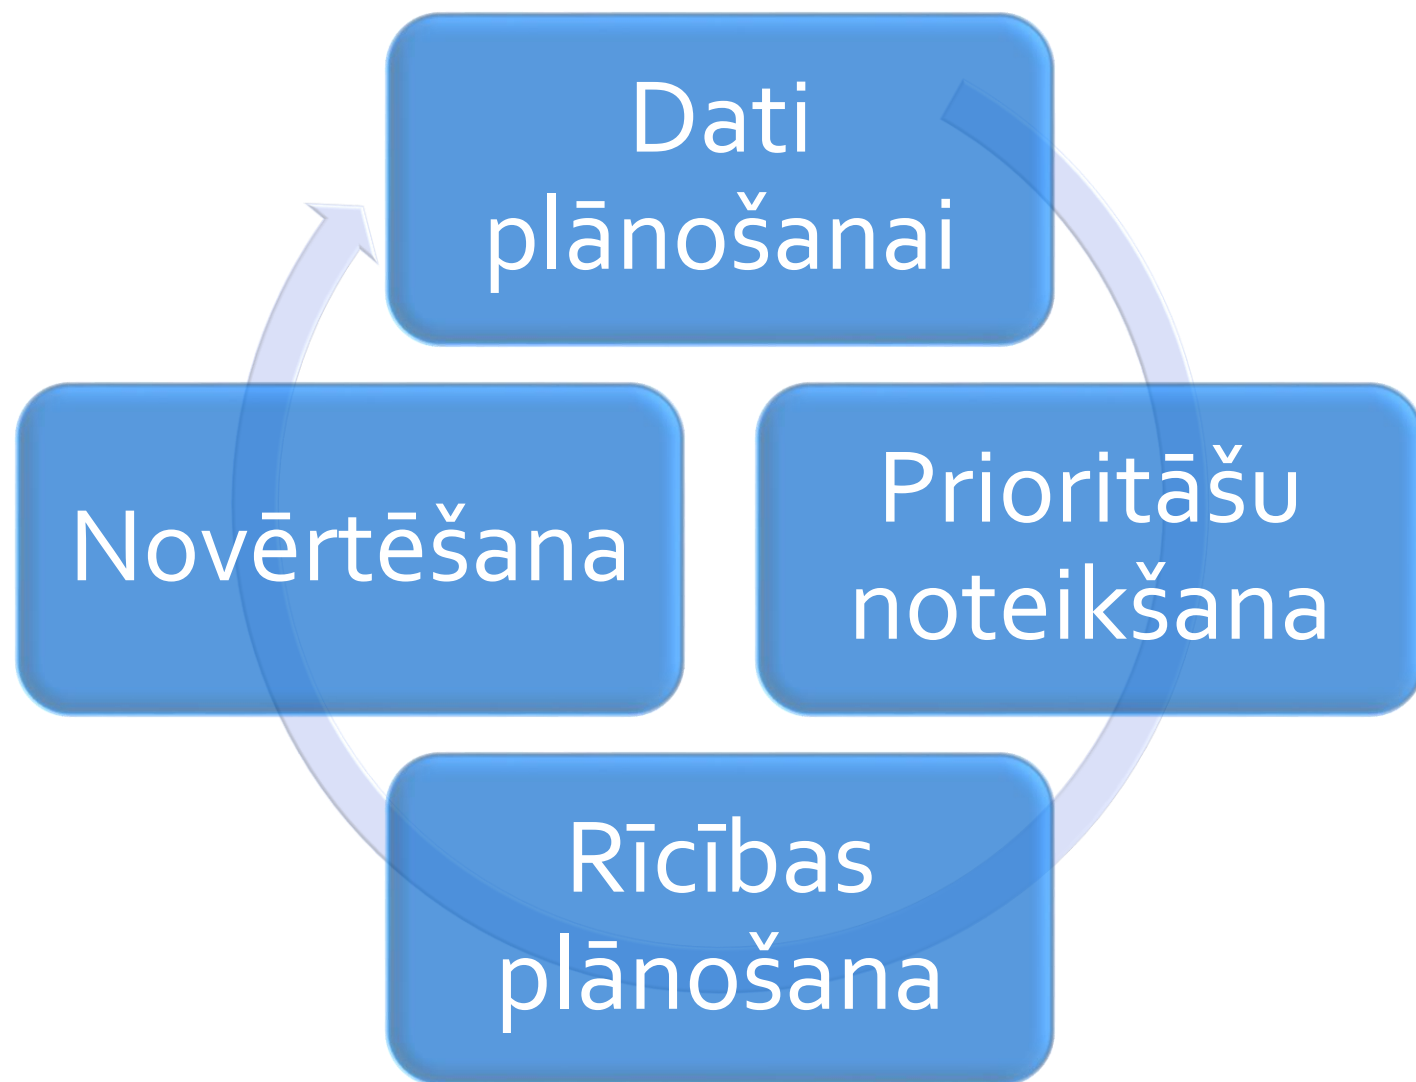 Dati
plānošanai
Prioritāšu
noteikšana
Rīcības
plānošana
Novērtēšana